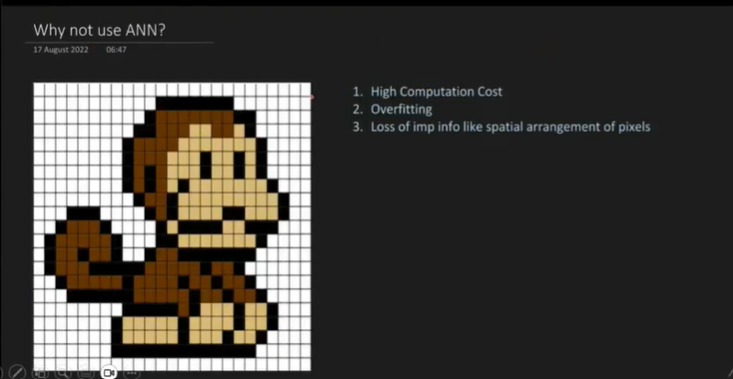 Why not use ANN?
17 August 2022 06:47
1. High Computation Cost
2. Overfitting
3. Loss of imp info like spatial arrangement of pixels